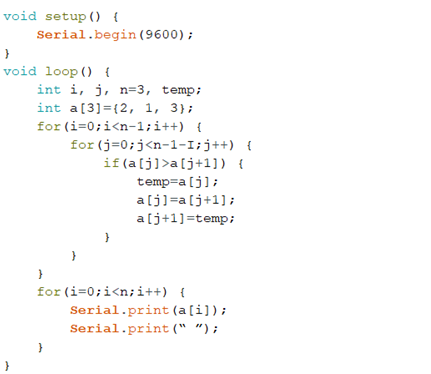 void setup() {
    Serial.begin(9600);
}
void loop() {
    int i, j, n=3, temp;
    int a[3]={2, 1, 3};
    for(i=0;i<n-1;i++) {
        for(j=0;j<n-1-I;j++) {
            if(a[j]>a[j+1]) {
                temp=a[j];
                a[j]=a[j+1];
                a[j+1]=temp;
            }
        }
    }
    for(i=0;i<n;i++) {
        Serial.print(a[i]);
        Serial.print(“ ”);
    }
}